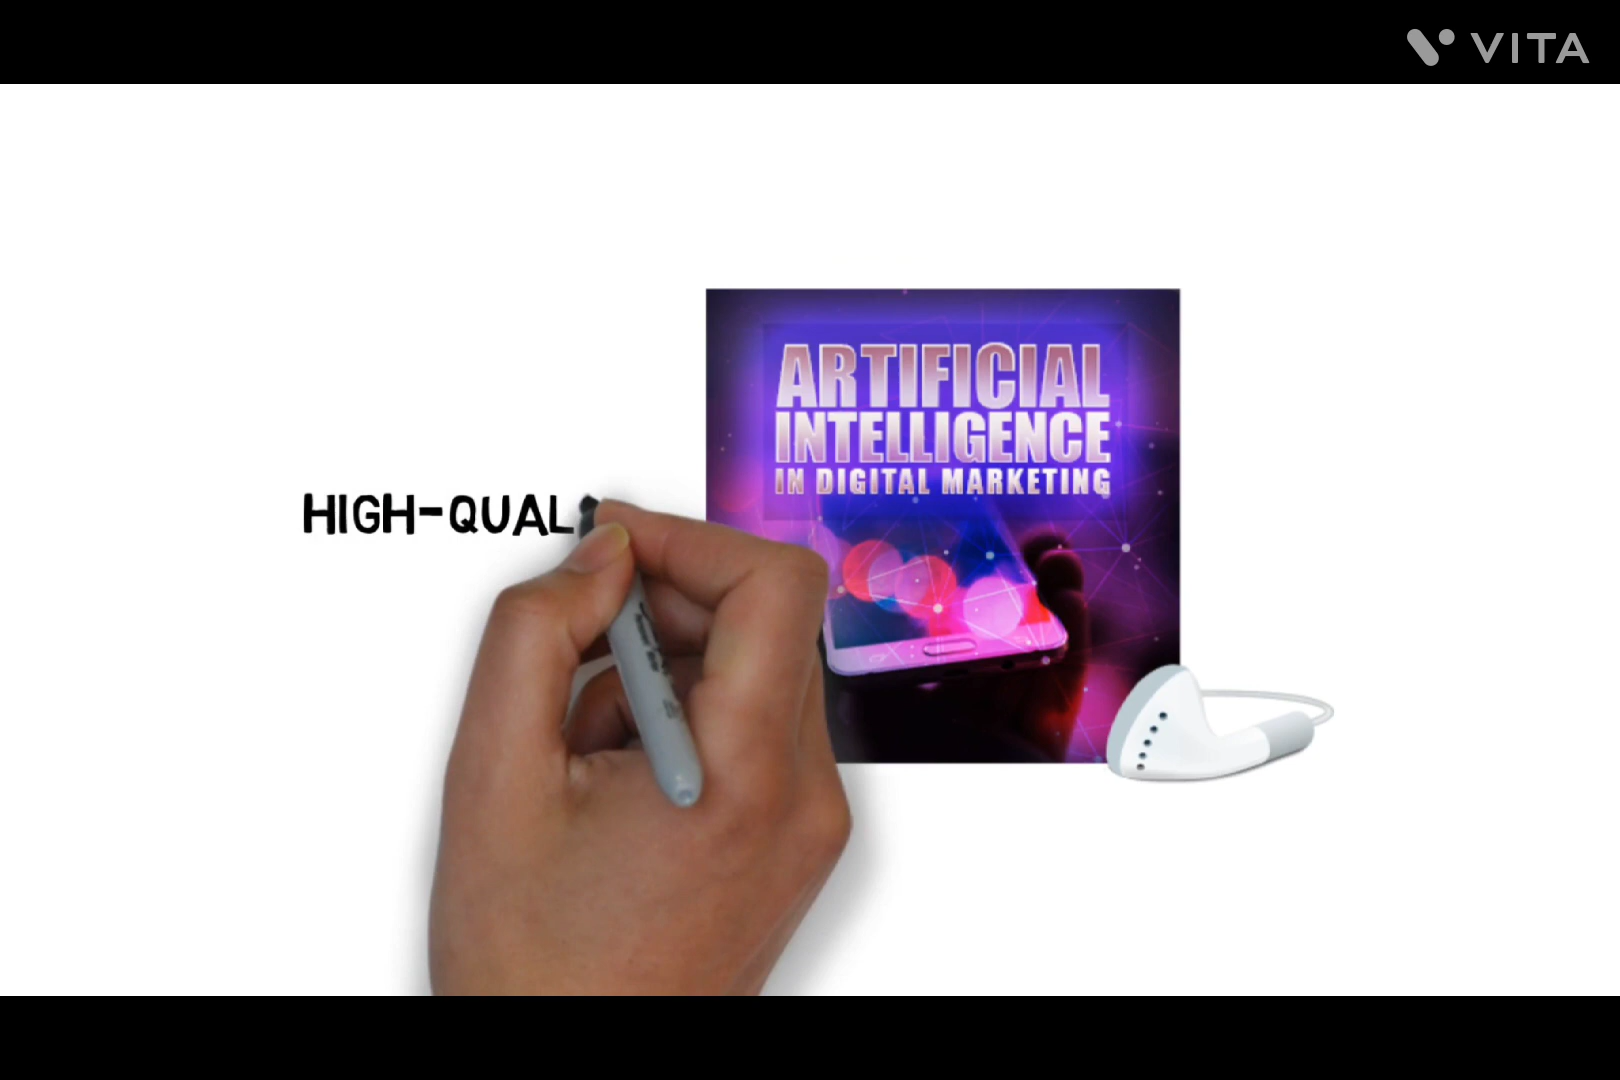 VITA
ARTIFICIAL
INTELLIGENCE
IN DIGITAL MARKETING
HIGH-QUAL